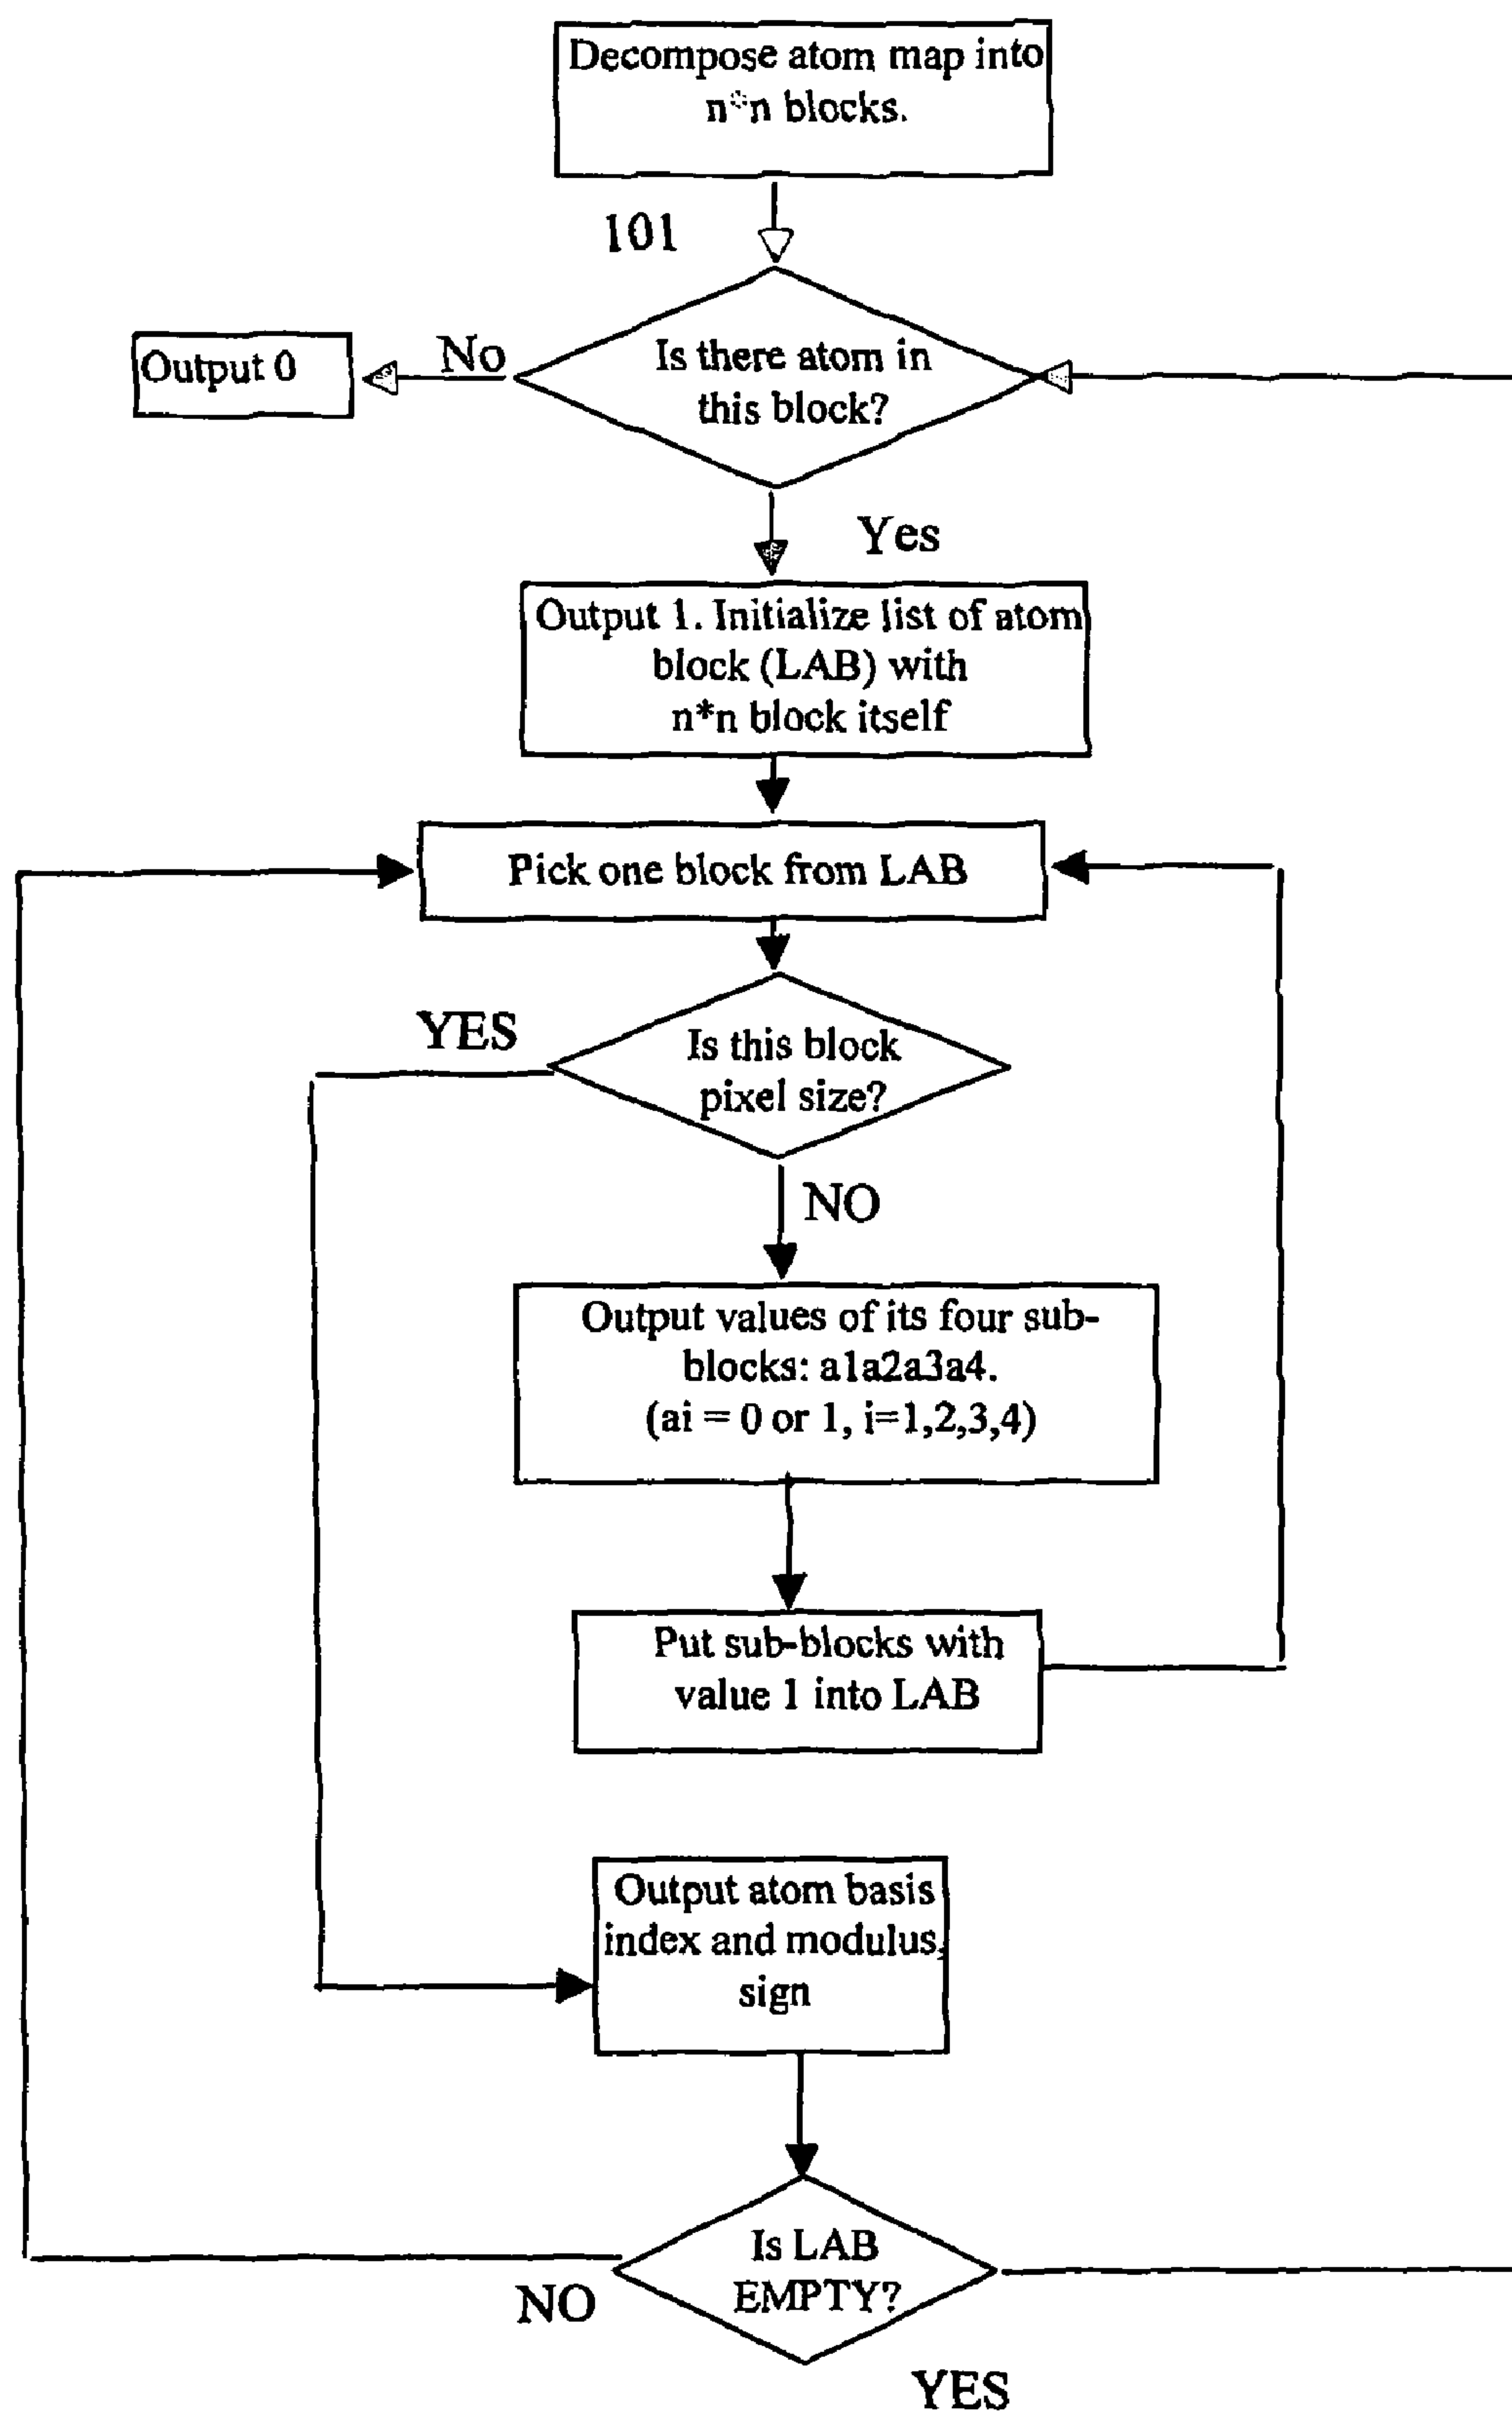 Decompose atom map into
n*n blocks.
101
Is there atom in
this block?
No
Output 0
Yes
Output 1. Initialize list of atom
block (LAB) with
n*n block itself
Pick one block from LAB
Is this block
pixel size?
YES
NO
Output values of its four sub-
blocks: a1a2a3a4.
(ai = 0 or 1, i=1,2,3,4)
Put sub-blocks with
value 1 into LAB
Output atom basis
index and modulus,
sign
Is LAB
EMPTY?
NO
YES